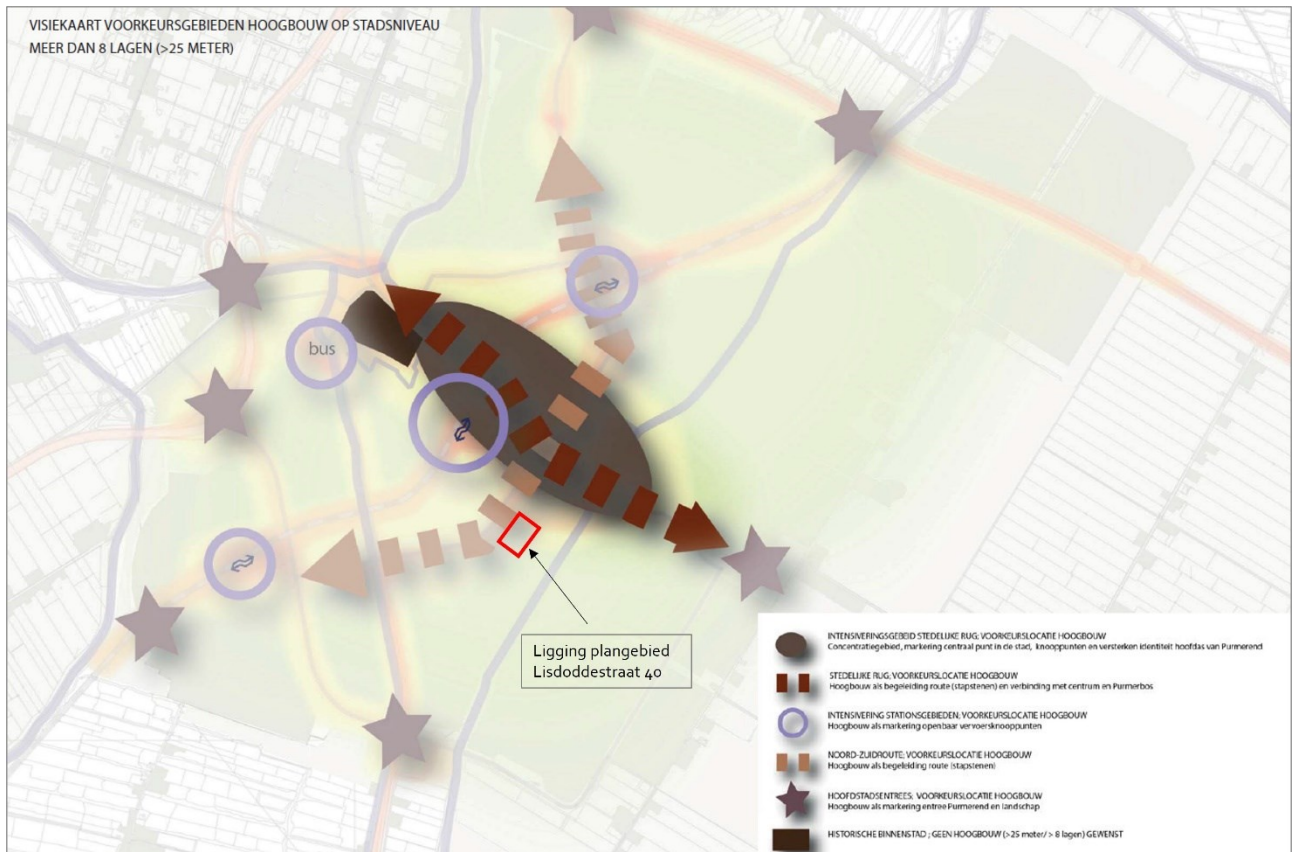 VISIEKAART VOORKEURSGEBIEDEN HOOGBOUW OP STADSNIVEAU
MEER DAN 8 LAGEN (>25 METER)
bus
Ligging plangebied
Lisdoddestraat 40
INTENSIVERINGSGEBEID STEDELIJKE RUG; VOORKEURSLOCATIE HOOGBOUW
Concentratiegebied, markering centraal punt in de stad, knooppunten en versterken identiteit hoofdas van Purmerend
STEDELIJKE RUG; VOORKEURSLOCATIE HOOGBOUW
Hoogbouw als begeleiding route (stapstenen) en verbinding met centrum en Purmerbos
INTENSIVERING STATIONSGEBIEDEN; VOORKEURSLOCATIE HOOGBOUW
Hoogbouw als markering openbaar vervoersknooppunten
NOORD-ZUIDROUTE; VOORKEURSLOCATIE HOOGBOUW
Hoogbouw als begeleiding route (stapstenen)
HOOFDSTADSENTREES; VOORKEURSLOCATIE HOOGBOUW
Hoogbouw als markering entree Purmerend en landschap
HISTORISCHE BINNENSTAD ; GEEN HOOGBOUW (>25 meter/ > 8 lagen) GEWENST